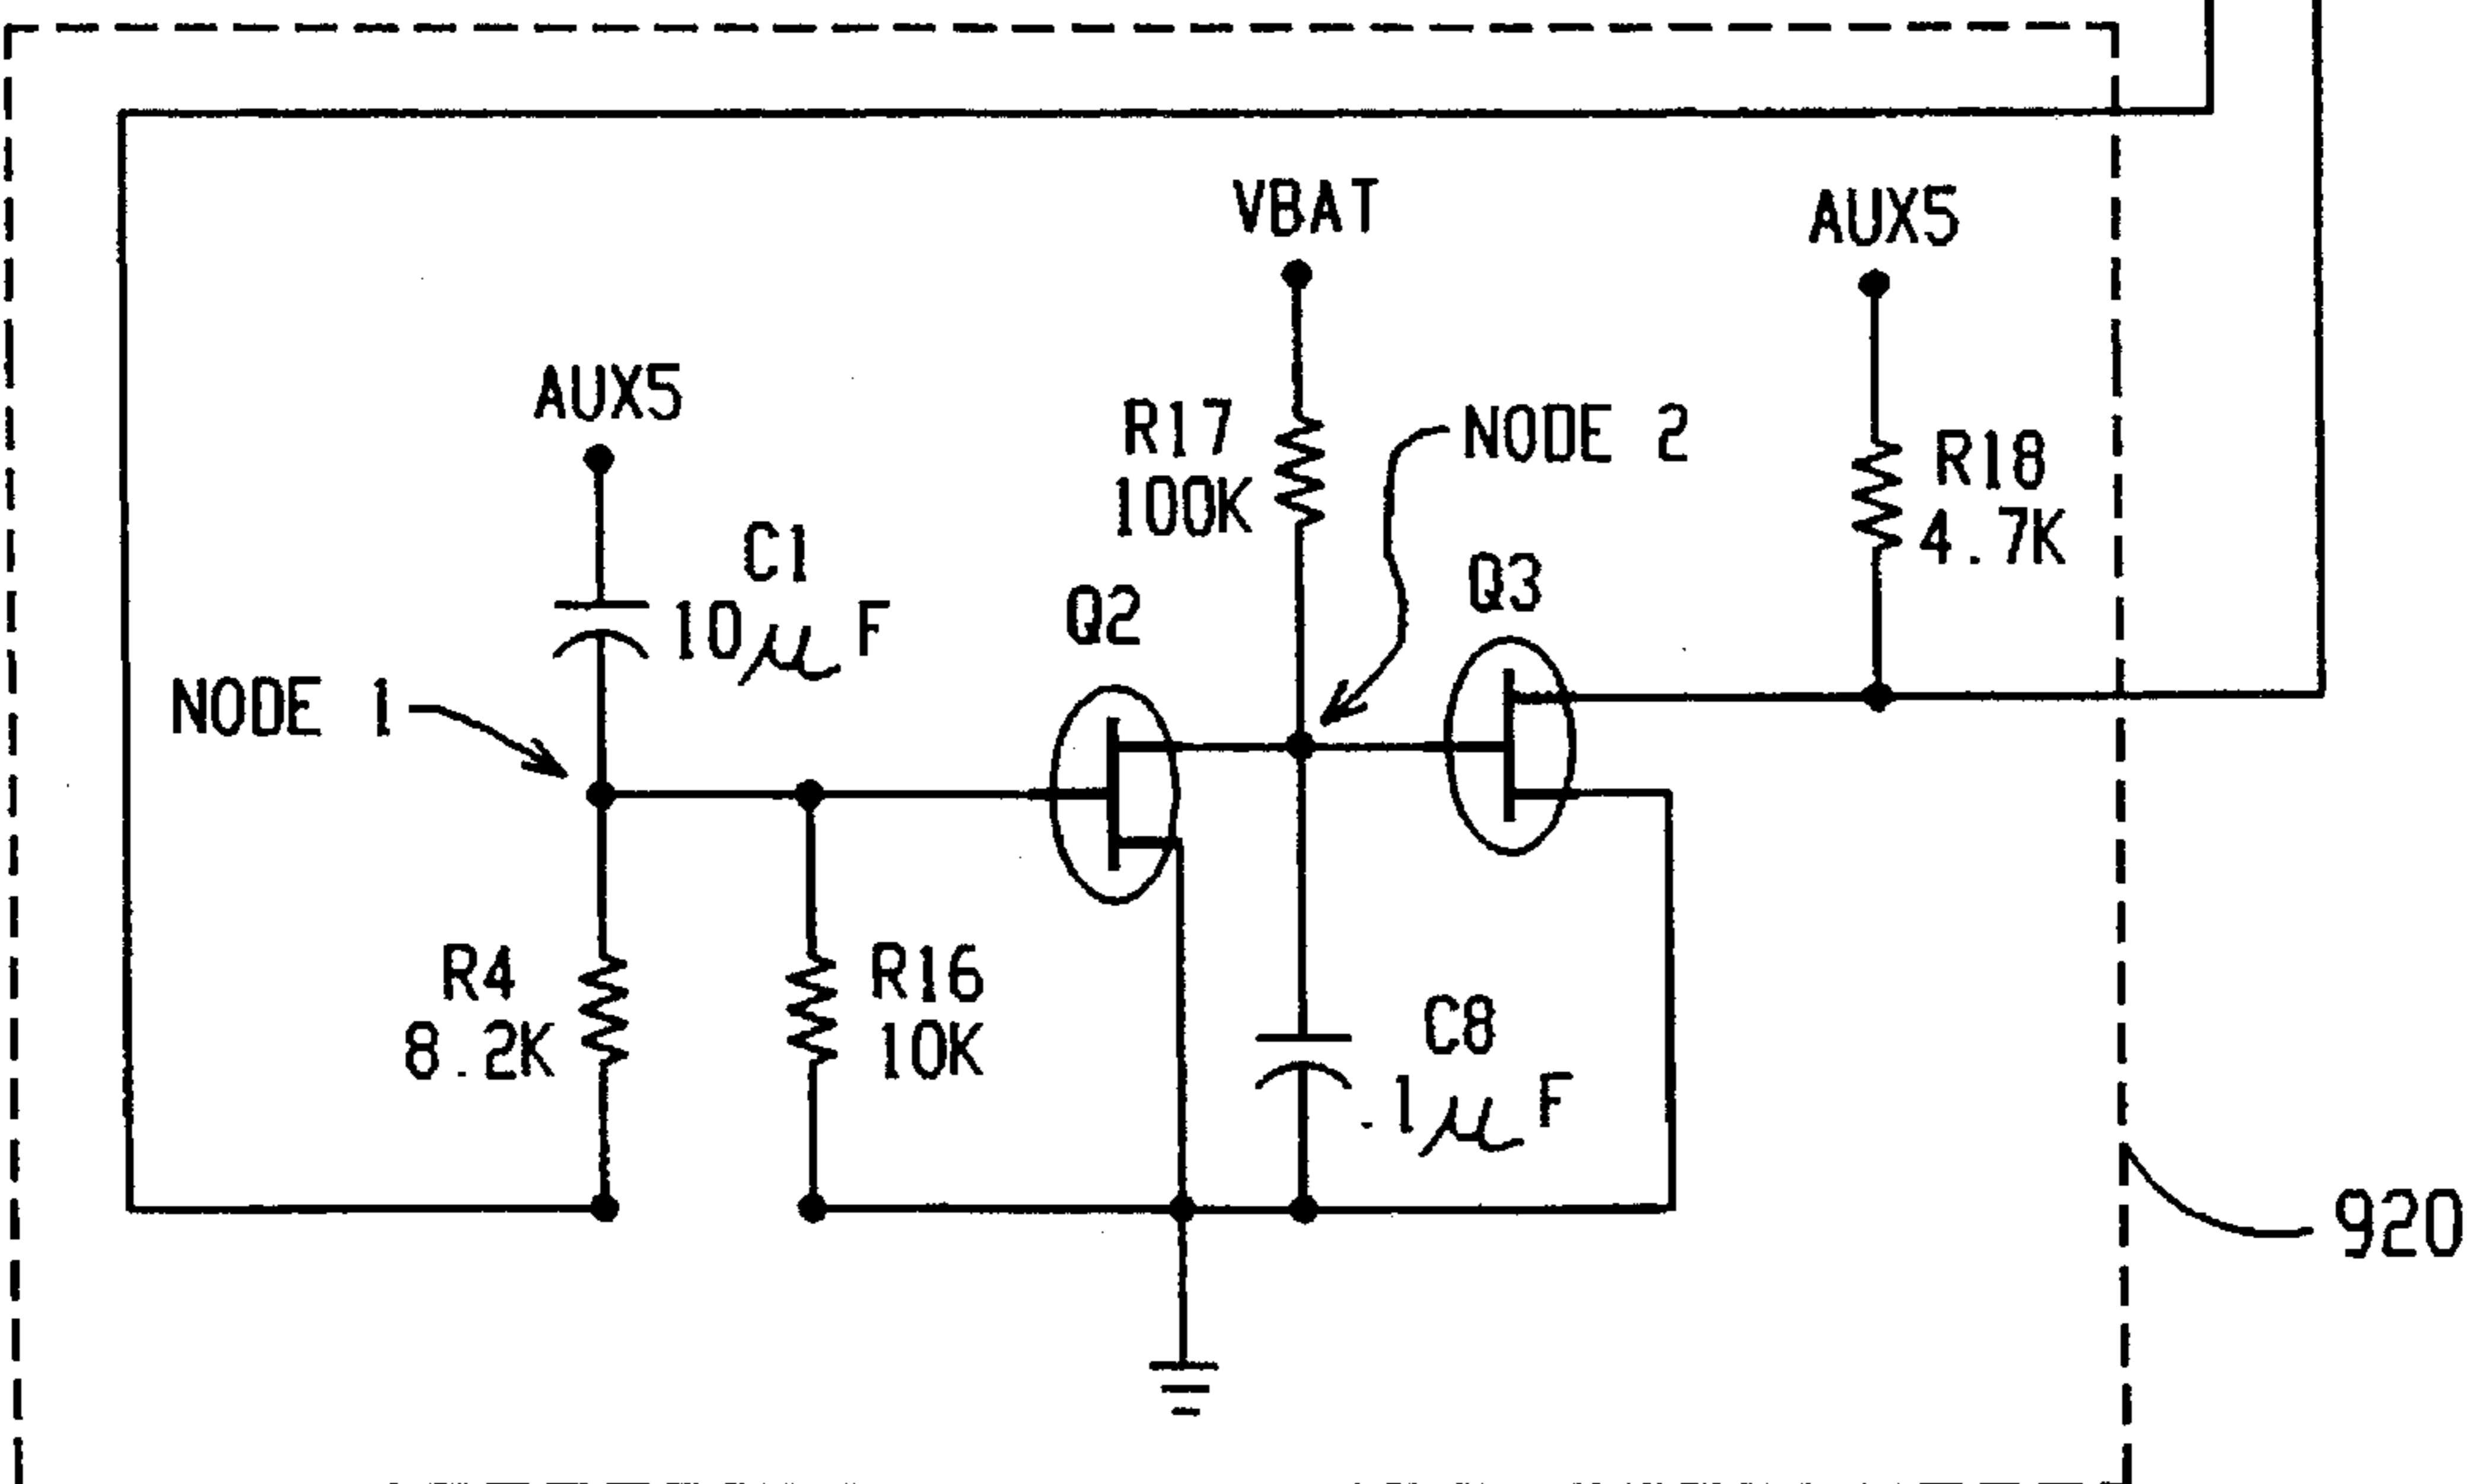 VBAT
AUX5
AUX5
R17
100K
NODE 2
R18
4.7K
C1
10µF
Q2
Q3
NODE 1
R4
8.2K
R16
10K
C8
.1µF
920